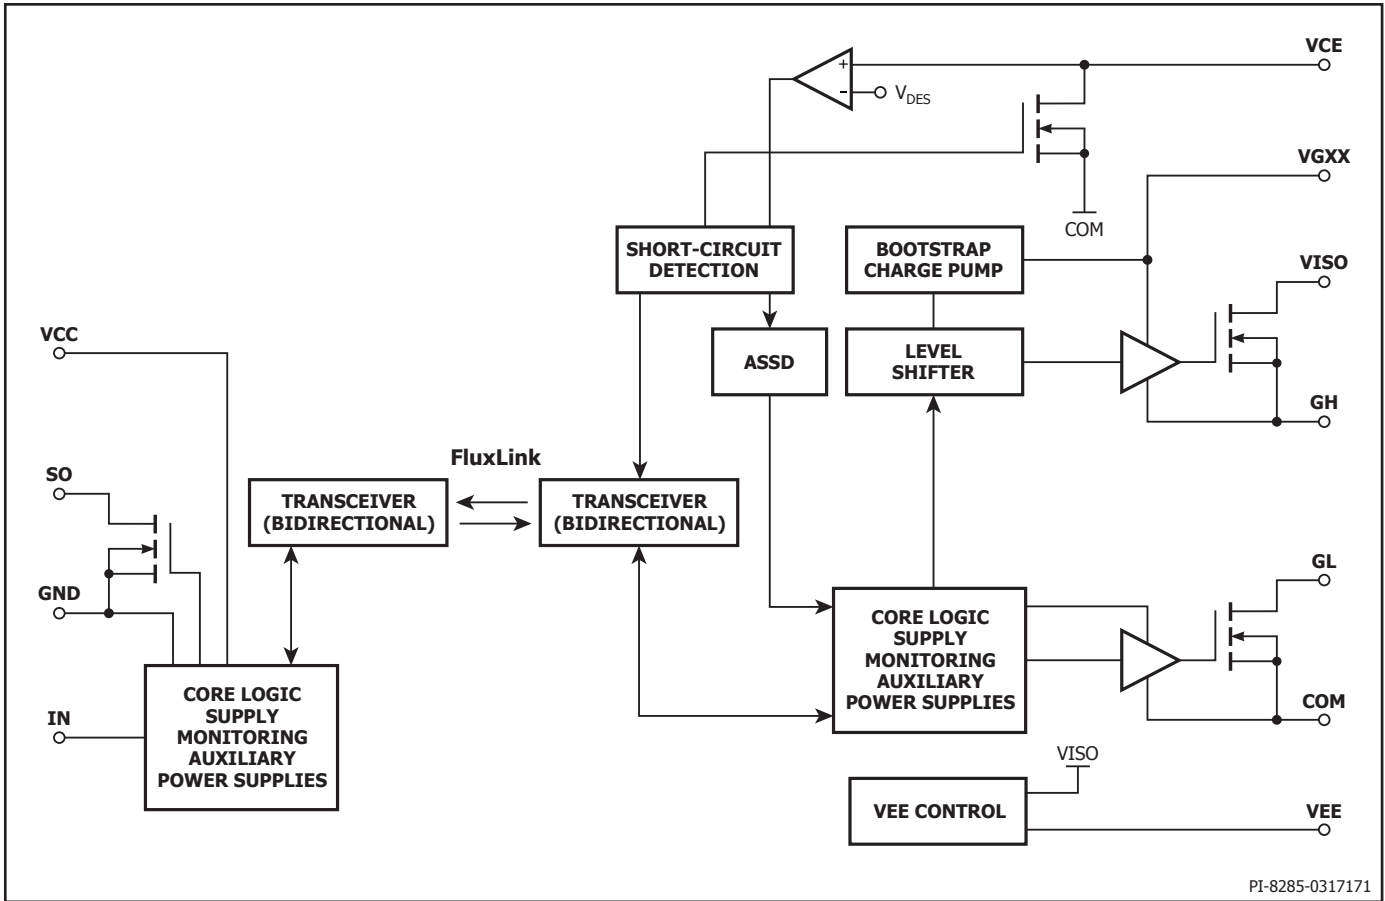 VCE
+
-
VDES
VGXX
COM
SHORT-CIRCUIT
DETECTION
BOOTSTRAP
CHARGE PUMP
VISO
VCC
ASSD
LEVEL
SHIFTER
GH
FluxLink
SO
TRANSCEIVER
(BIDIRECTIONAL)
TRANSCEIVER
(BIDIRECTIONAL)
GL
GND
CORE LOGIC
SUPPLY
MONITORING
AUXILIARY
POWER SUPPLIES
CORE LOGIC
SUPPLY
MONITORING
AUXILIARY
POWER SUPPLIES
IN
COM
VISO
VEE CONTROL
VEE
PI-8285-0317171